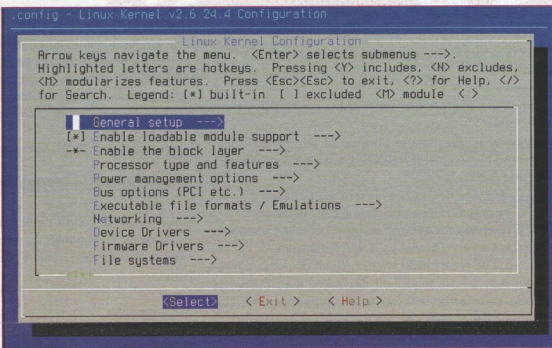 .config - Linux Kernel v2.6.24.4 Configuration
Linux Kernel Configuration
Arrow keys navigate the menu. <Enter> selects submenus --->.
Highlighted letters are hotkeys. Pressing <Y> includes, <N> excludes,
<M> modularizes features. Press <Esc><Esc> to exit, <?> for Help, </>
for Search. Legend: [*] built-in [ ] excluded <M> module < >
General setup --->
[*] Enable loadable module support --->
-*- Enable the block layer --->
Processor type and features --->
Power management options --->
Bus options (PCI etc.) --->
Executable file formats / Emulations --->
Networking --->
Device Drivers --->
Firmware Drivers --->
File systems --->
<Select> < Exit > < Help >